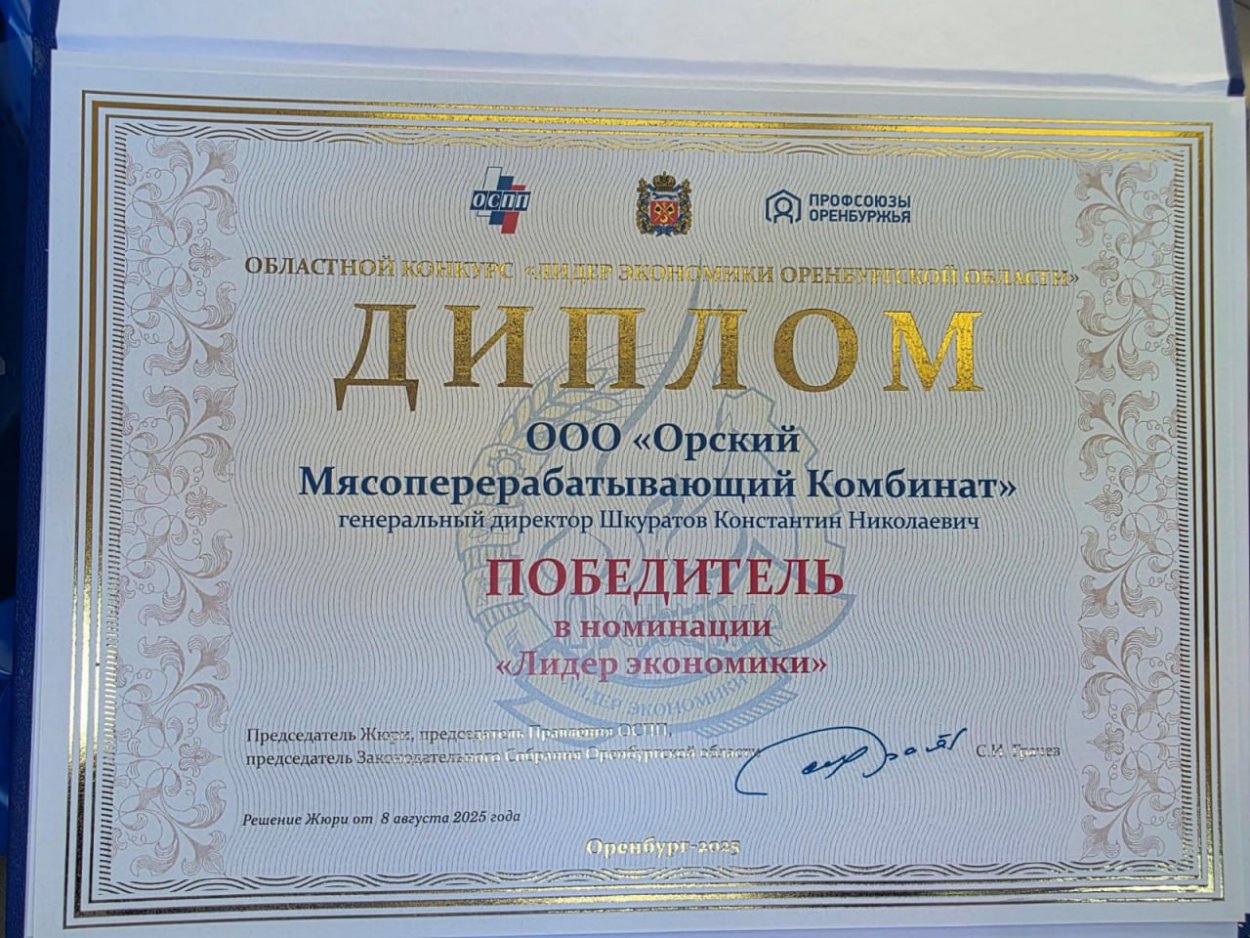 ОСПП
ПРОФСОЮЗЫ
ОРЕНБУРЖЬЯ
ОБЛАСТНОЙ КОНКУРС «ЛИДЕР ЭКОНОМИКИ ОРЕНБУРГСКОЙ ОБЛАСТИ»
ДИПЛОМ
ООО «Орский
Мясоперерабатывающий Комбинат»
генеральный директор Шкуратов Константин Николаевич
ПОБЕДИТЕЛЬ
в номинации
«Лидер экономики»
ЛИДЕР ЭКОНОМИКИ
Председатель Жюри, председатель Правления ОСПП,
председатель Законодательного Собрания Оренбургской области
С.И. Грачев
Решение Жюри от 8 августа 2025 года
Оренбург-2025